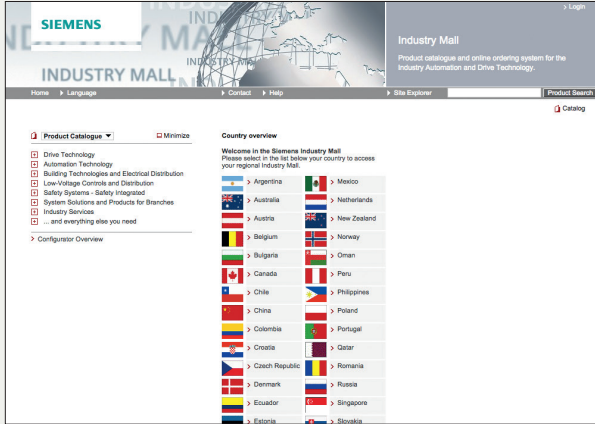 > Login
SIEMENS
INDUSTRY MALL
Industry Mall
Product catalogue and online ordering system for the
Industry Automation and Drive Technology.
Home > Language > Contact > Help > Site Explorer Product Search
Catalog
Product Catalogue ▼ Minimize
Drive Technology
Automation Technology
Building Technologies and Electrical Distribution
Low-Voltage Controls and Distribution
Safety Systems - Safety Integrated
System Solutions and Products for Branches
Industry Services
... and everything else you need
> Configurator Overview
Country overview
Welcome in the Siemens Industry Mall
Please select in the list below your country to access
your regional Industry Mall.
> Argentina > Mexico
> Australia > Netherlands
> Austria > New Zealand
> Belgium > Norway
> Bulgaria > Oman
> Canada > Peru
> Chile > Philippines
> China > Poland
> Colombia > Portugal
> Croatia > Qatar
> Czech Republic > Romania
> Denmark > Russia
> Ecuador > Singapore
> Estonia > Slovakia